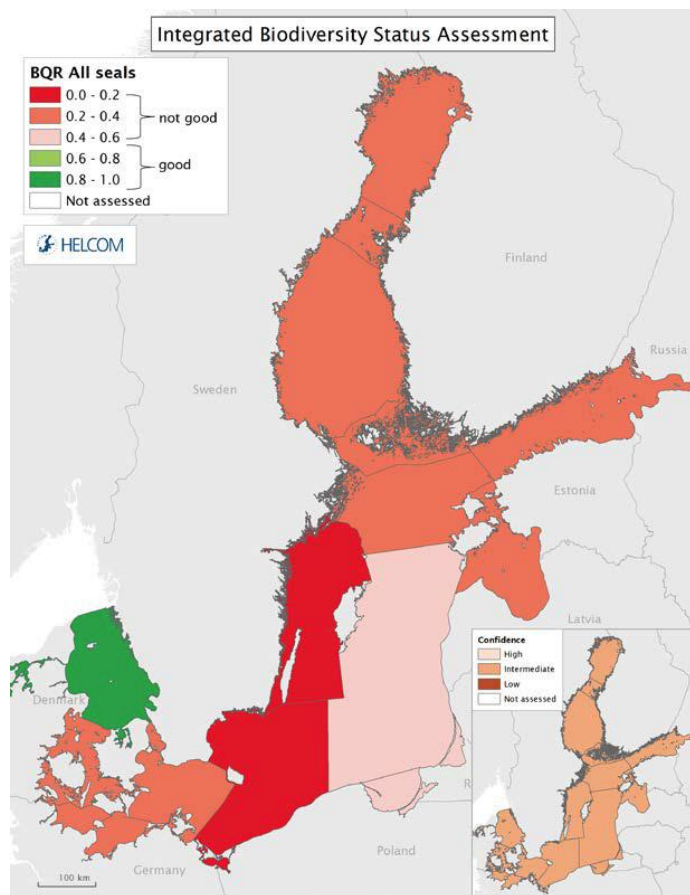 Integrated Biodiversity Status Assessment
BQR All seals
0.0 - 0.2
0.2 - 0.4
not good
0.4 - 0.6
0.6 - 0.8
good
0.8 - 1.0
Not assessed
HELCOM
Finland
Russia
Sweden
Estonia
Latvia
Denmark
Confidence
High
Intermediate
Low
Not assessed
R
Poland
Germany
100 km